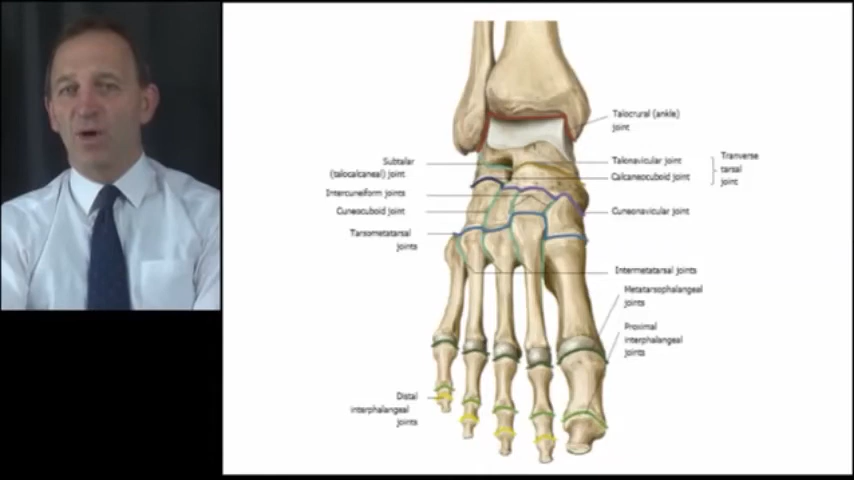 Talocrural (ankle)
joint
Subtalar
(talocalcaneal) joint
Talonavicular joint
Calcaneocuboid joint
Tranverse
tarsal
joint
Intercuneiform joints
Cuneocuboid joint
Cuneonavicular joint
Tarsometatarsal
joints
Intermetatarsal joints
Metatarsophalangeal
joints
Proximal
interphalangeal
joints
Distal
interphalangeal
joints